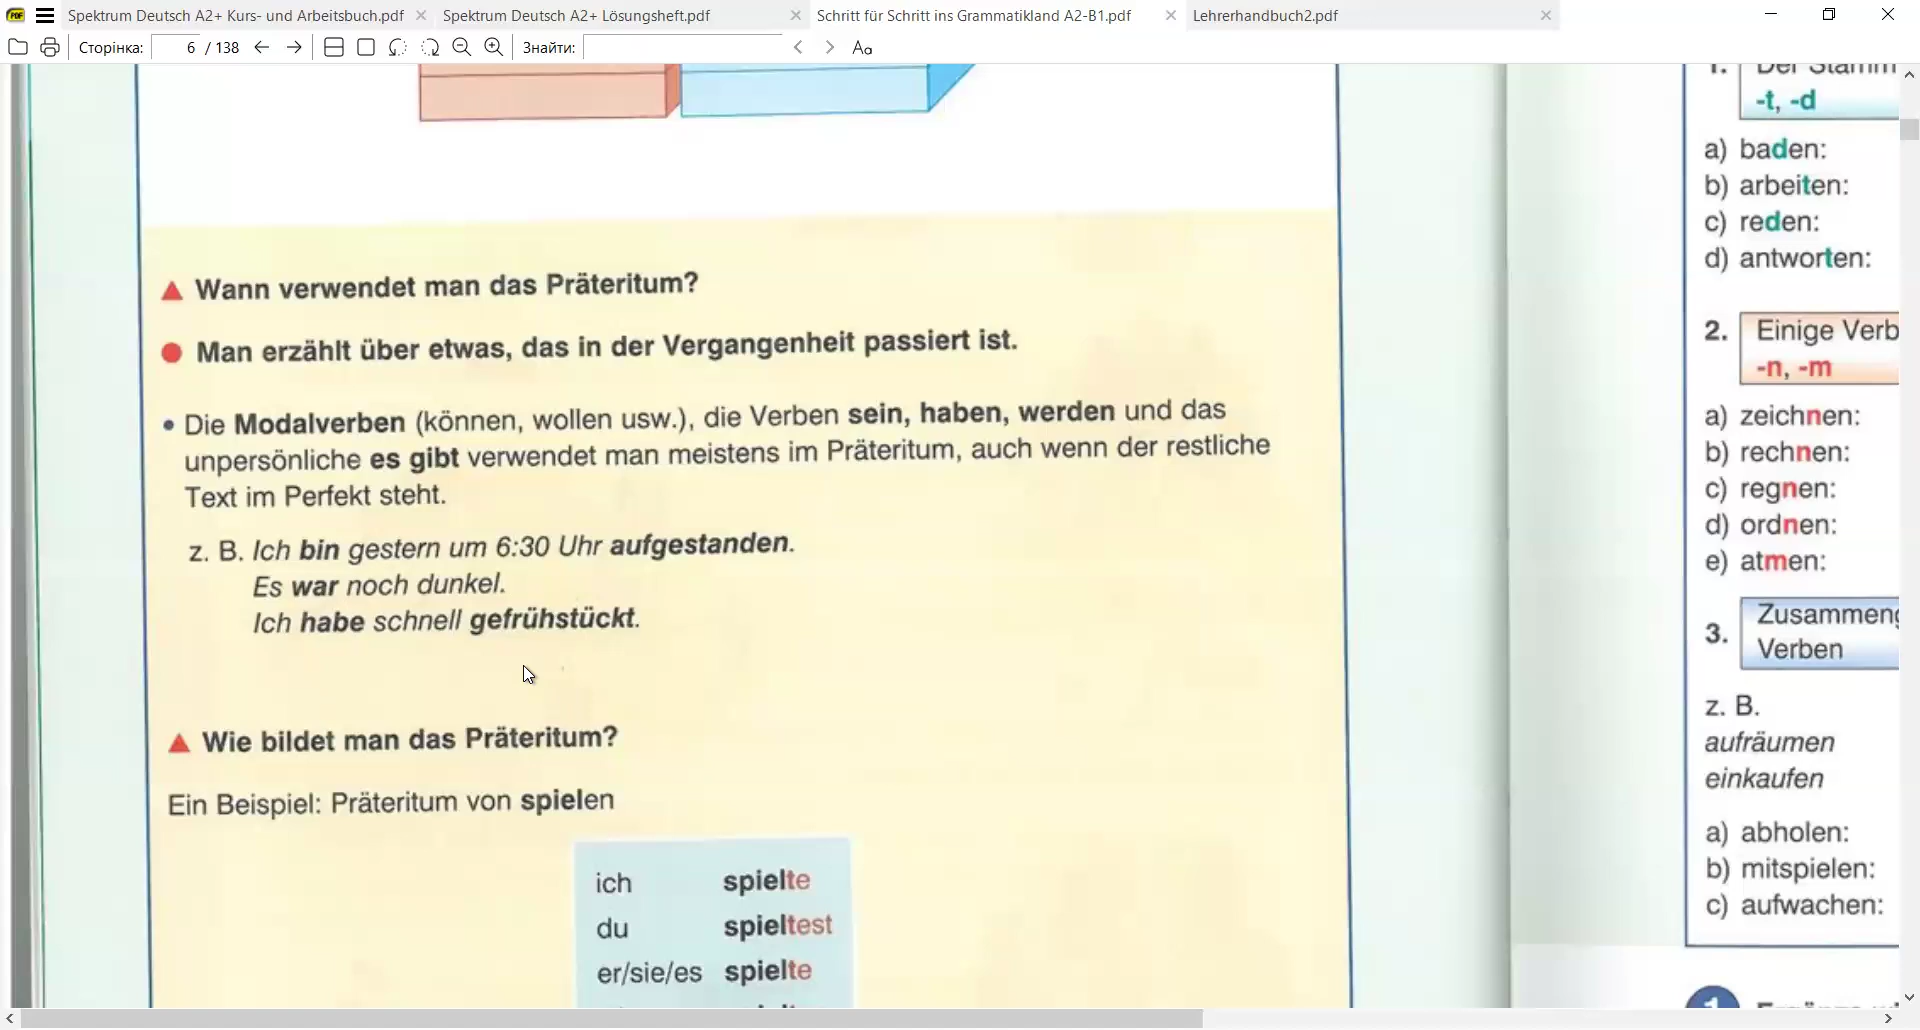 Spektrum Deutsch A2+ Kurs- und Arbeitsbuch.pdf
Spektrum Deutsch A2+ Lösungsheft.pdf
Schritt für Schritt ins Grammatikland A2-B1.pdf
Lehrerhandbuch2.pdf
Сторінка: 6 / 138
Знайти:
Aa
Wann verwendet man das Präteritum?
Man erzählt über etwas, das in der Vergangenheit passiert ist.
• Die Modalverben (können, wollen usw.), die Verben sein, haben, werden und das
unpersönliche es gibt verwendet man meistens im Präteritum, auch wenn der restliche
Text im Perfekt steht.
z. B. Ich bin gestern um 6:30 Uhr aufgestanden.
Es war noch dunkel.
Ich habe schnell gefrühstückt.
Wie bildet man das Präteritum?
Ein Beispiel: Präteritum von spielen
ich spielte
du spieltest
er/sie/es spielte
1. Der Stamm
-t, -d
a) baden:
b) arbeiten:
c) reden:
d) antworten:
2. Einige Verb
-n, -m
a) zeichnen:
b) rechnen:
c) regnen:
d) ordnen:
e) atmen:
3. Zusammeng
Verben
z. B.
aufräumen
einkaufen
a) abholen:
b) mitspielen:
c) aufwachen:
1